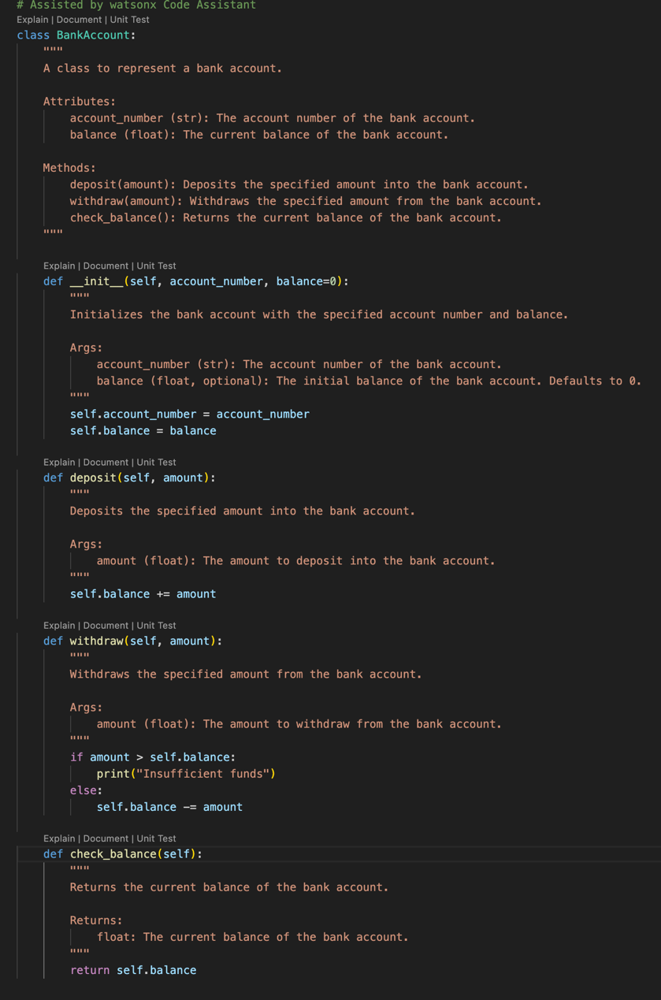 # Assisted by watsonx Code Assistant
Explain | Document | Unit Test
class BankAccount:
    """
    A class to represent a bank account.

    Attributes:
        account_number (str): The account number of the bank account.
        balance (float): The current balance of the bank account.

    Methods:
        deposit(amount): Deposits the specified amount into the bank account.
        withdraw(amount): Withdraws the specified amount from the bank account.
        check_balance(): Returns the current balance of the bank account.
    """

    Explain | Document | Unit Test
    def __init__(self, account_number, balance=0):
        """
        Initializes the bank account with the specified account number and balance.

        Args:
            account_number (str): The account number of the bank account.
            balance (float, optional): The initial balance of the bank account. Defaults to 0.
        """
        self.account_number = account_number
        self.balance = balance

    Explain | Document | Unit Test
    def deposit(self, amount):
        """
        Deposits the specified amount into the bank account.

        Args:
            amount (float): The amount to deposit into the bank account.
        """
        self.balance += amount

    Explain | Document | Unit Test
    def withdraw(self, amount):
        """
        Withdraws the specified amount from the bank account.

        Args:
            amount (float): The amount to withdraw from the bank account.
        """
        if amount > self.balance:
            print("Insufficient funds")
        else:
            self.balance -= amount

    Explain | Document | Unit Test
    def check_balance(self):
        """
        Returns the current balance of the bank account.

        Returns:
            float: The current balance of the bank account.
        """
        return self.balance